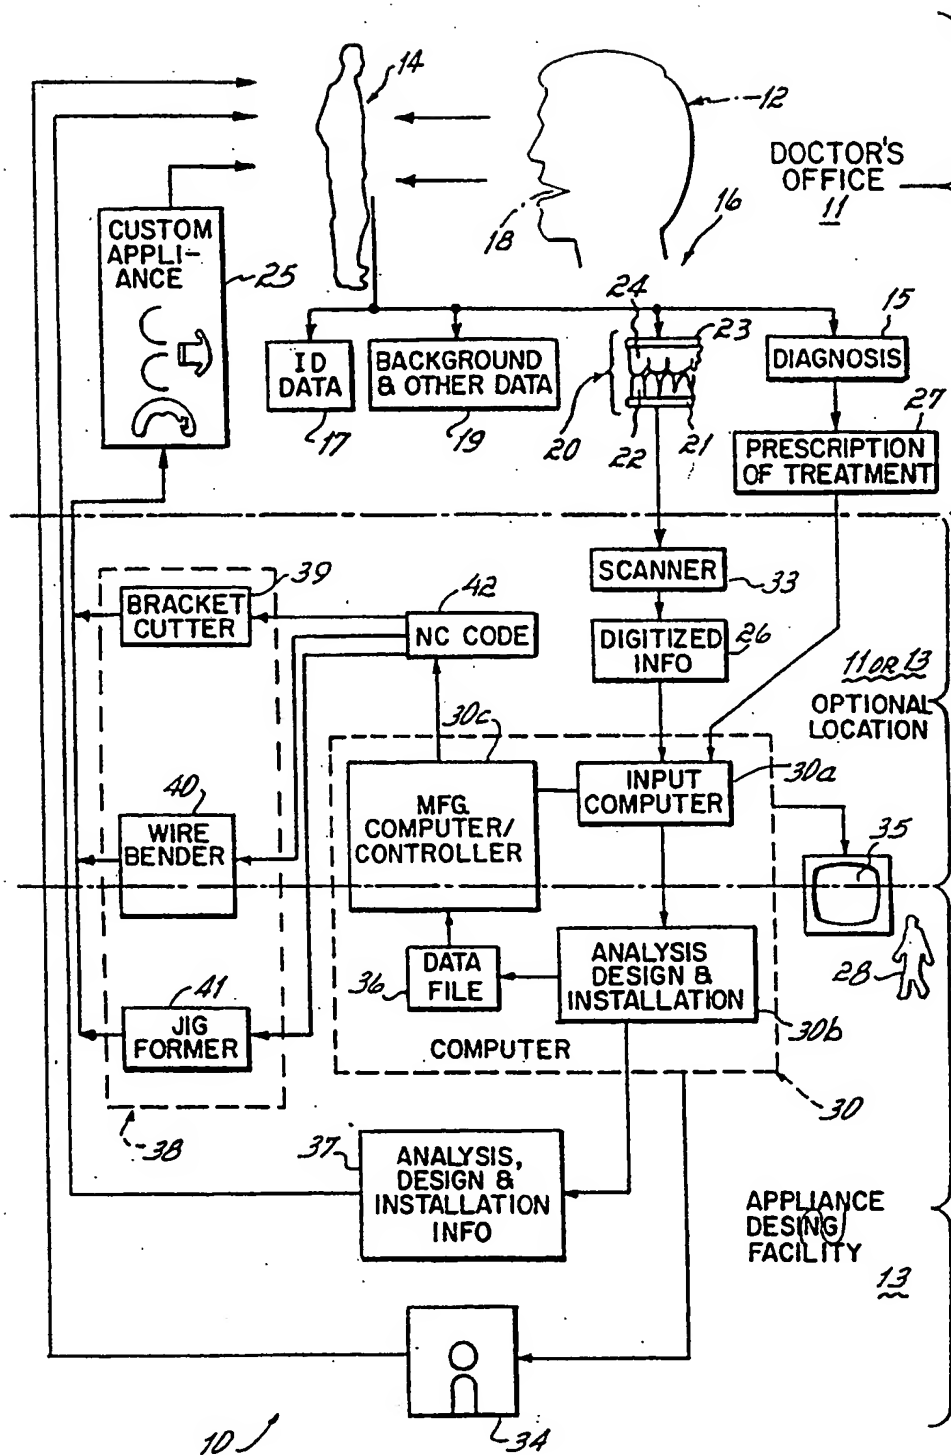 14
12
DOCTOR'S
OFFICE
11
16
18
CUSTOM
APPLI-
ANCE
25
24
23
15
ID
DATA
17
BACKGROUND
& OTHER DATA
19
20
22
21
DIAGNOSIS
27
PRESCRIPTION
OF TREATMENT
SCANNER
33
39
BRACKET
CUTTER
42
NC CODE
DIGITIZED
INFO
26
11 OR 13
OPTIONAL
LOCATION
30c
30a
INPUT
COMPUTER
MFG.
COMPUTER/
CONTROLLER
40
WIRE
BENDER
35
28
36
DATA
FILE
ANALYSIS
DESIGN &
INSTALLATION
30b
41
JIG
FORMER
COMPUTER
30
38
37
ANALYSIS,
DESIGN &
INSTALLATION
INFO
APPLIANCE
DESING
FACILITY
13
10
34